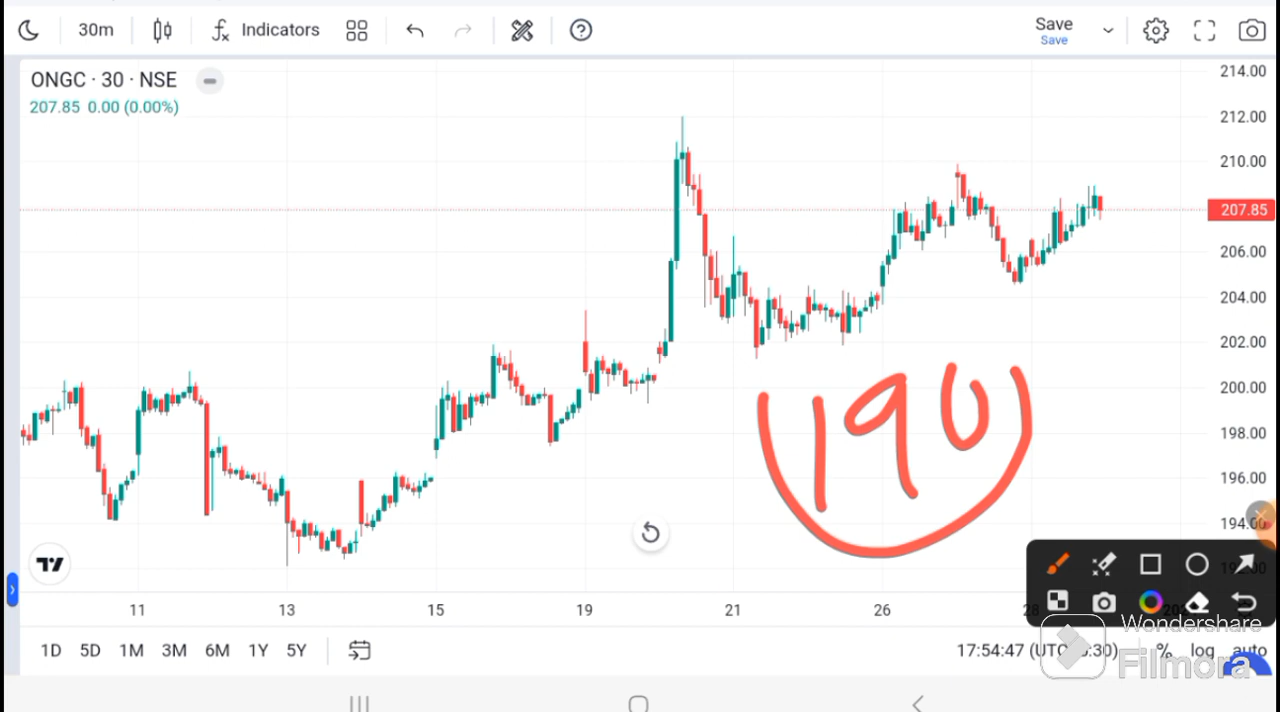 30m
Indicators
Save
Save
ONGC · 30 · NSE
207.85 0.00 (0.00%)
214.00
212.00
210.00
207.85
206.00
204.00
202.00
200.00
198.00
196.00
194.00
190
11 13 15 19 21 26 28
1D 5D 1M 3M 6M 1Y 5Y
17:54:47 (UTC
% log auto
Wondershare
Filmora